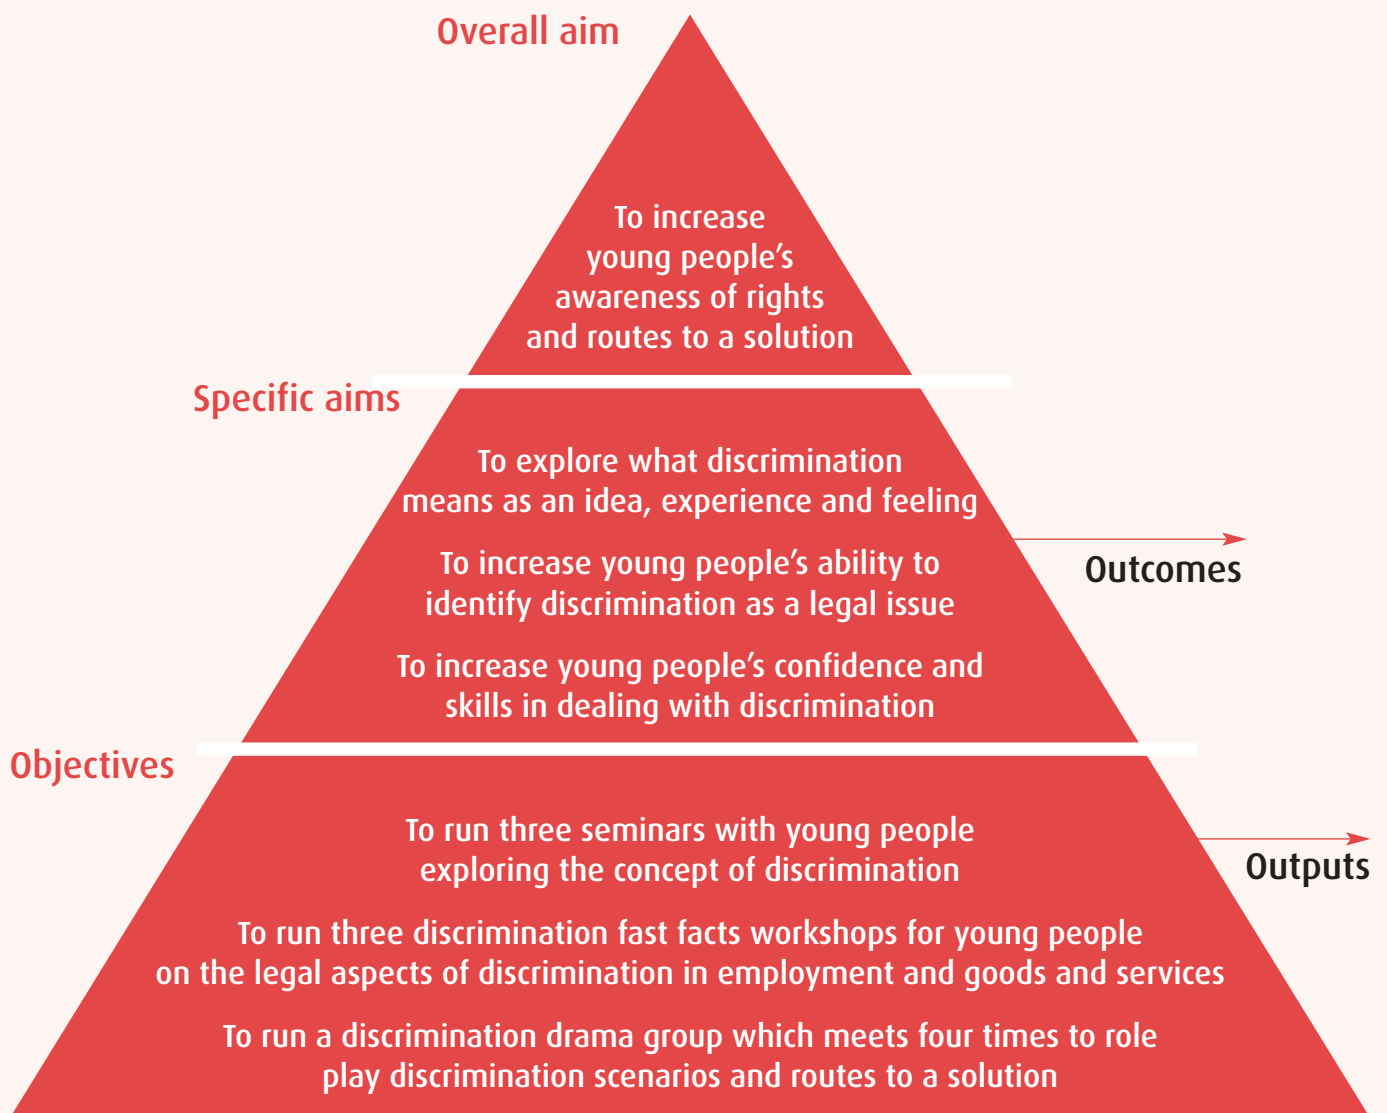 Overall aim
To increase
young people’s
awareness of rights
and routes to a solution
Specific aims
To explore what discrimination
means as an idea, experience and feeling
To increase young people’s ability to
identify discrimination as a legal issue
To increase young people’s confidence and
skills in dealing with discrimination
Outcomes
Objectives
To run three seminars with young people
exploring the concept of discrimination
To run three discrimination fast facts workshops for young people
on the legal aspects of discrimination in employment and goods and services
To run a discrimination drama group which meets four times to role
play discrimination scenarios and routes to a solution
Outputs